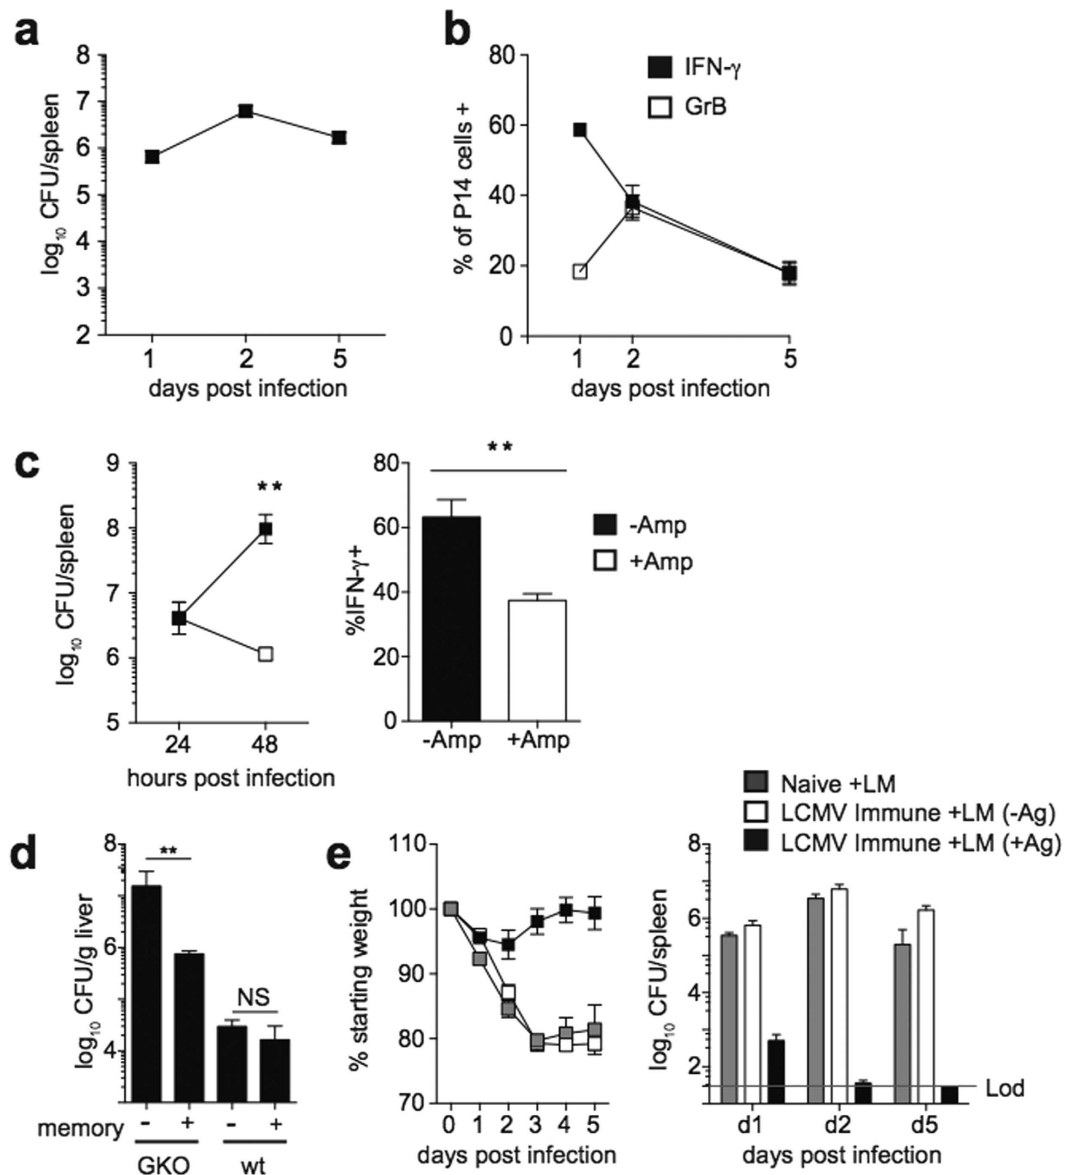 a
8
7
6
5
4
3
2
log10 CFU/spleen
1 2 5
days post infection
b
80
60
40
20
0
% of P14 cells +
IFN-γ
GrB
1 2 5
days post infection
c
9
8
7
6
5
log10 CFU/spleen
**
24 48
hours post infection
80
60
40
20
0
%IFN-γ+
**
-Amp +Amp
-Amp
+Amp
d
8
6
4
log10 CFU/g liver
**
NS
memory - + - +
GKO wt
e
110
100
90
80
70
% starting weight
0 1 2 3 4 5
days post infection
Naive +LM
LCMV Immune +LM (-Ag)
LCMV Immune +LM (+Ag)
8
6
4
2
log10 CFU/spleen
Lod
d1 d2 d5
days post infection